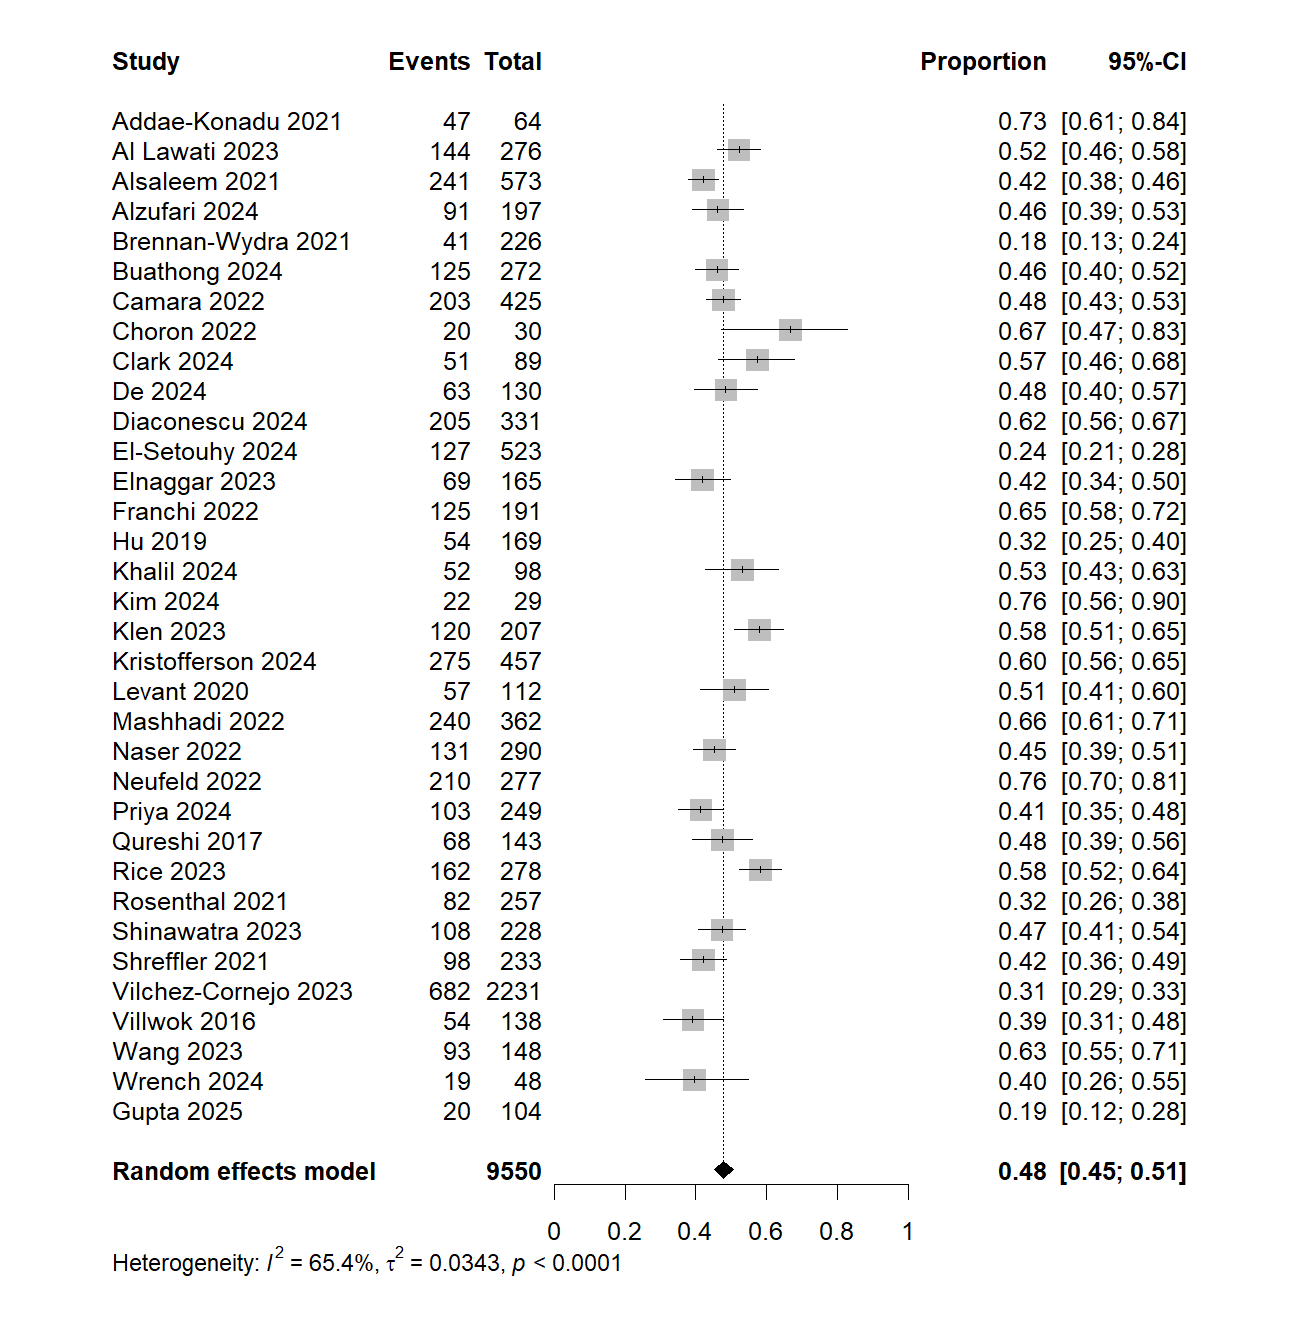 Study Events Total Proportion 95%-CI
Addae-Konadu 2021 47 64 0.73 [0.61; 0.84]
Al Lawati 2023 144 276 0.52 [0.46; 0.58]
Alsaleem 2021 241 573 0.42 [0.38; 0.46]
Alzufari 2024 91 197 0.46 [0.39; 0.53]
Brennan-Wydra 2021 41 226 0.18 [0.13; 0.24]
Buathong 2024 125 272 0.46 [0.40; 0.52]
Camara 2022 203 425 0.48 [0.43; 0.53]
Choron 2022 20 30 0.67 [0.47; 0.83]
Clark 2024 51 89 0.57 [0.46; 0.68]
De 2024 63 130 0.48 [0.40; 0.57]
Diaconescu 2024 205 331 0.62 [0.56; 0.67]
El-Setouhy 2024 127 523 0.24 [0.21; 0.28]
Elnaggar 2023 69 165 0.42 [0.34; 0.50]
Franchi 2022 125 191 0.65 [0.58; 0.72]
Hu 2019 54 169 0.32 [0.25; 0.40]
Khalil 2024 52 98 0.53 [0.43; 0.63]
Kim 2024 22 29 0.76 [0.56; 0.90]
Klen 2023 120 207 0.58 [0.51; 0.65]
Kristofferson 2024 275 457 0.60 [0.56; 0.65]
Levant 2020 57 112 0.51 [0.41; 0.60]
Mashhadi 2022 240 362 0.66 [0.61; 0.71]
Naser 2022 131 290 0.45 [0.39; 0.51]
Neufeld 2022 210 277 0.76 [0.70; 0.81]
Priya 2024 103 249 0.41 [0.35; 0.48]
Qureshi 2017 68 143 0.48 [0.39; 0.56]
Rice 2023 162 278 0.58 [0.52; 0.64]
Rosenthal 2021 82 257 0.32 [0.26; 0.38]
Shinawatra 2023 108 228 0.47 [0.41; 0.54]
Shreffler 2021 98 233 0.42 [0.36; 0.49]
Vilchez-Cornejo 2023 682 2231 0.31 [0.29; 0.33]
Villwok 2016 54 138 0.39 [0.31; 0.48]
Wang 2023 93 148 0.63 [0.55; 0.71]
Wrench 2024 19 48 0.40 [0.26; 0.55]
Gupta 2025 20 104 0.19 [0.12; 0.28]
Random effects model 9550 0.48 [0.45; 0.51]
0 0.2 0.4 0.6 0.8 1
Heterogeneity: I² = 65.4%, τ² = 0.0343, p < 0.0001